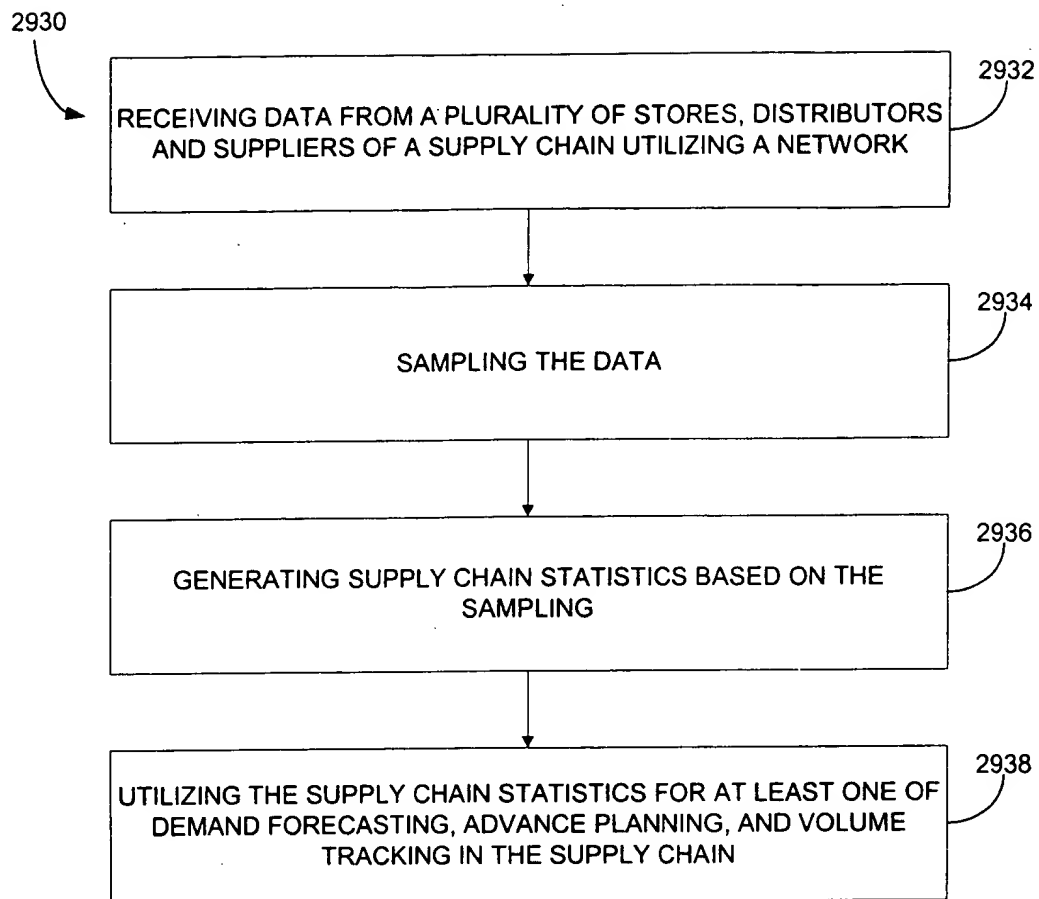 2930
2932
RECEIVING DATA FROM A PLURALITY OF STORES, DISTRIBUTORS
AND SUPPLIERS OF A SUPPLY CHAIN UTILIZING A NETWORK
2934
SAMPLING THE DATA
2936
GENERATING SUPPLY CHAIN STATISTICS BASED ON THE
SAMPLING
2938
UTILIZING THE SUPPLY CHAIN STATISTICS FOR AT LEAST ONE OF
DEMAND FORECASTING, ADVANCE PLANNING, AND VOLUME
TRACKING IN THE SUPPLY CHAIN